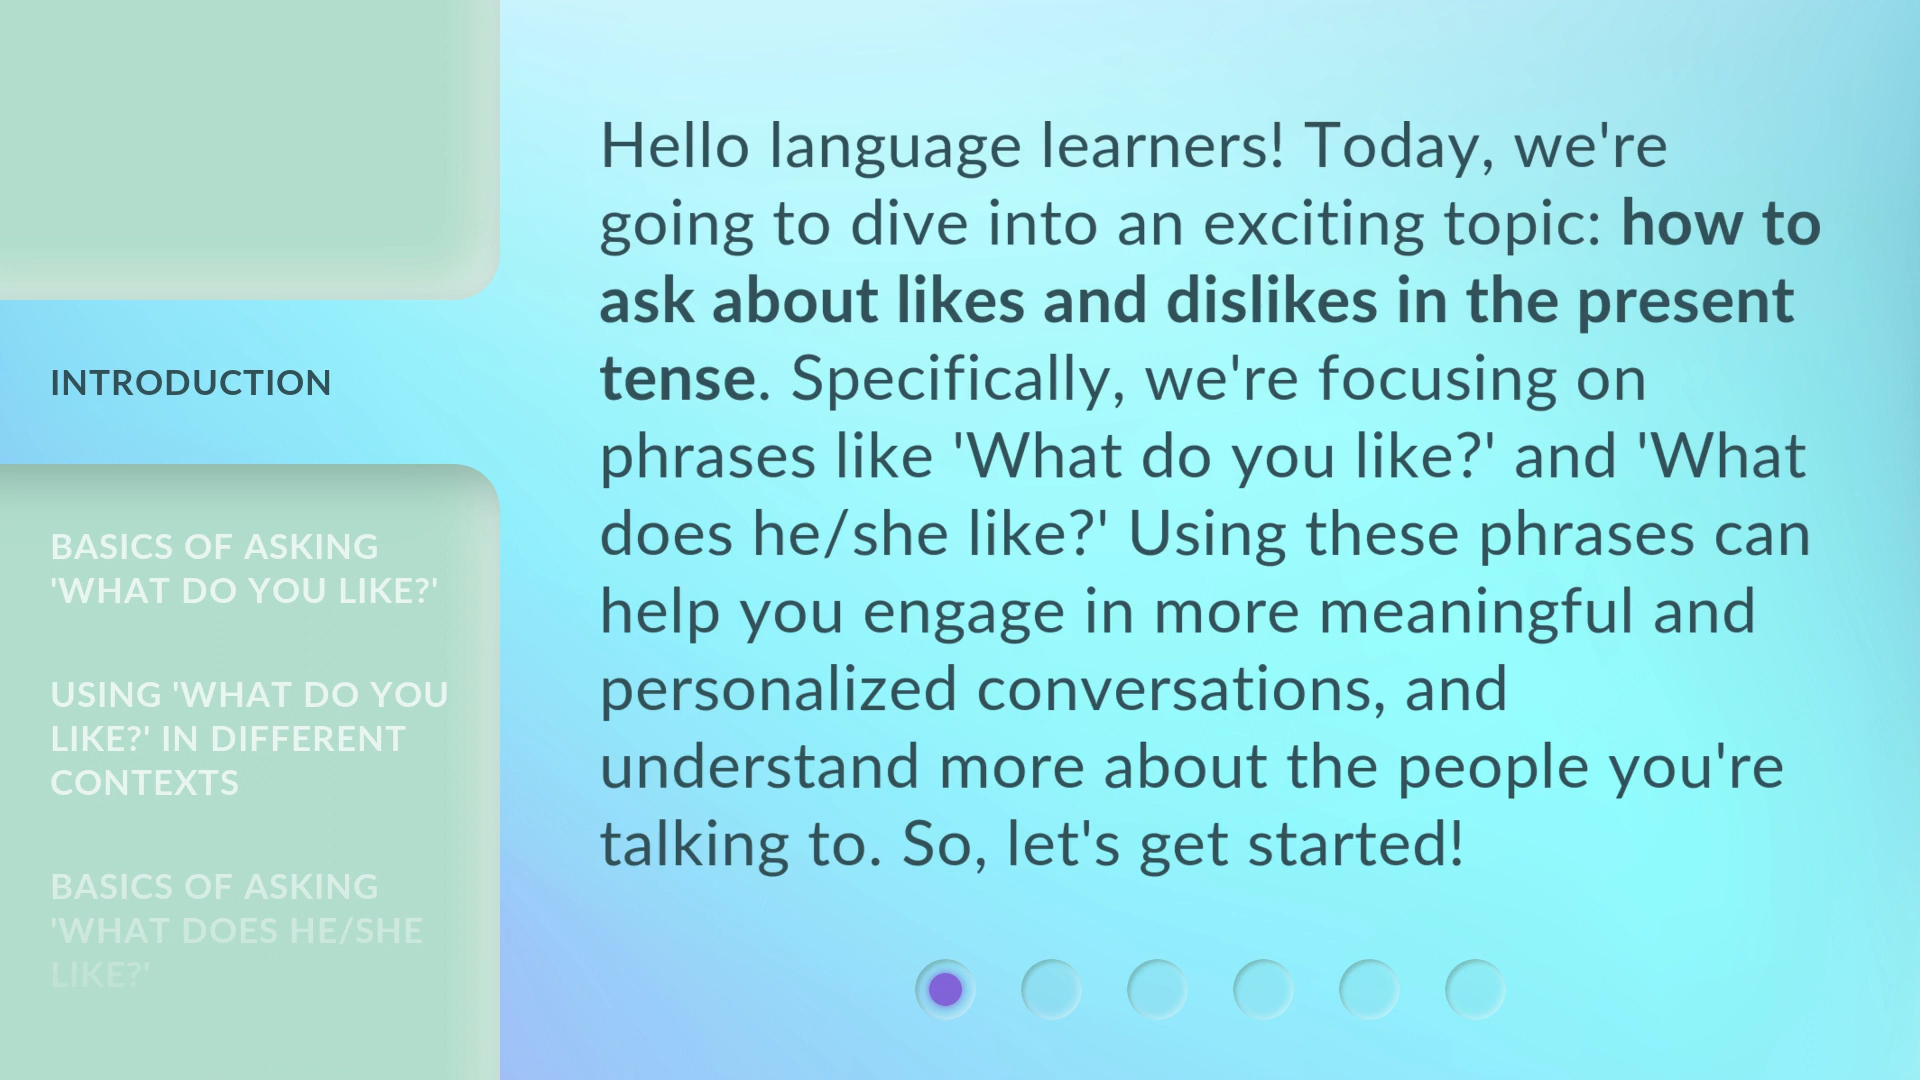 INTRODUCTION
BASICS OF ASKING
'WHAT DO YOU LIKE?'
USING 'WHAT DO YOU
LIKE?' IN DIFFERENT
CONTEXTS
BASICS OF ASKING
'WHAT DOES HE/SHE
LIKE?'
Hello language learners! Today, we're
going to dive into an exciting topic: how to
ask about likes and dislikes in the present
tense. Specifically, we're focusing on
phrases like 'What do you like?' and 'What
does he/she like?' Using these phrases can
help you engage in more meaningful and
personalized conversations, and
understand more about the people you're
talking to. So, let's get started!